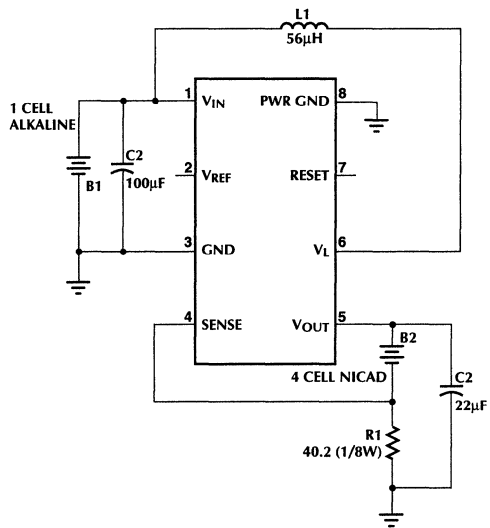 L1
56µH
1 CELL
ALKALINE
1
VIN
PWR GND
8
B1
C2
100µF
2
VREF
RESET
7
3
GND
VL
6
4
SENSE
VOUT
5
B2
4 CELL NICAD
C2
22µF
R1
40.2 (1/8W)